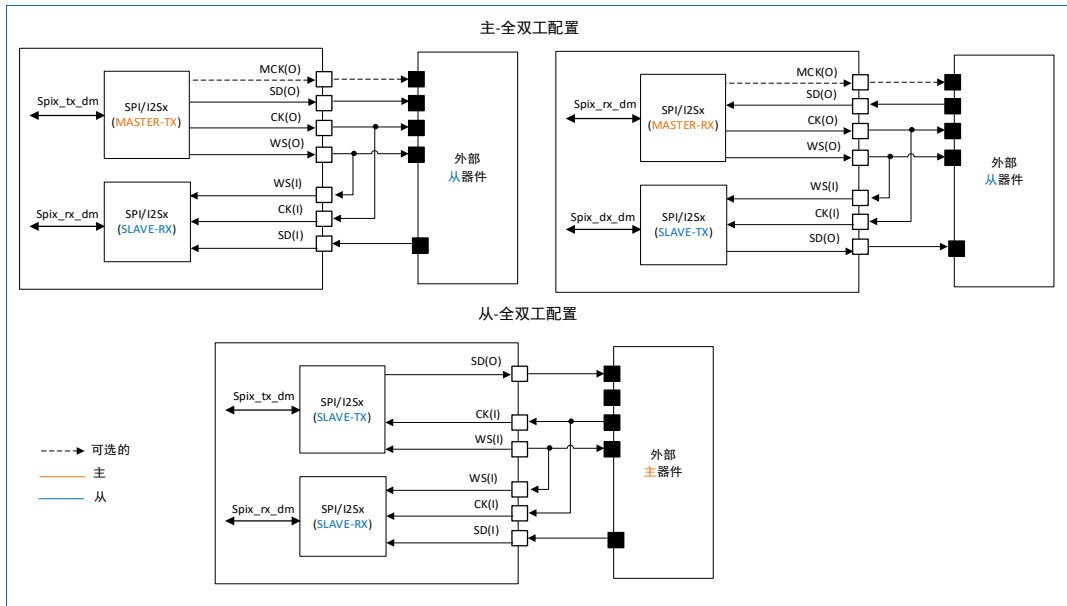 主-全双工配置
MCK(O)
Spix_tx_dm
SPI/I2Sx
(MASTER-TX)
SD(O)
CK(O)
WS(O)
外部
从器件
WS(I)
Spix_rx_dm
SPI/I2Sx
(SLAVE-RX)
CK(I)
SD(I)
MCK(O)
Spix_rx_dm
SPI/I2Sx
(MASTER-RX)
SD(O)
CK(O)
WS(O)
外部
从器件
WS(I)
Spix_dx_dm
SPI/I2Sx
(SLAVE-TX)
CK(I)
SD(O)
从-全双工配置
SD(O)
Spix_tx_dm
SPI/I2Sx
(SLAVE-TX)
CK(I)
WS(I)
外部
主器件
WS(I)
Spix_rx_dm
SPI/I2Sx
(SLAVE-RX)
CK(I)
SD(I)
可选的
主
从